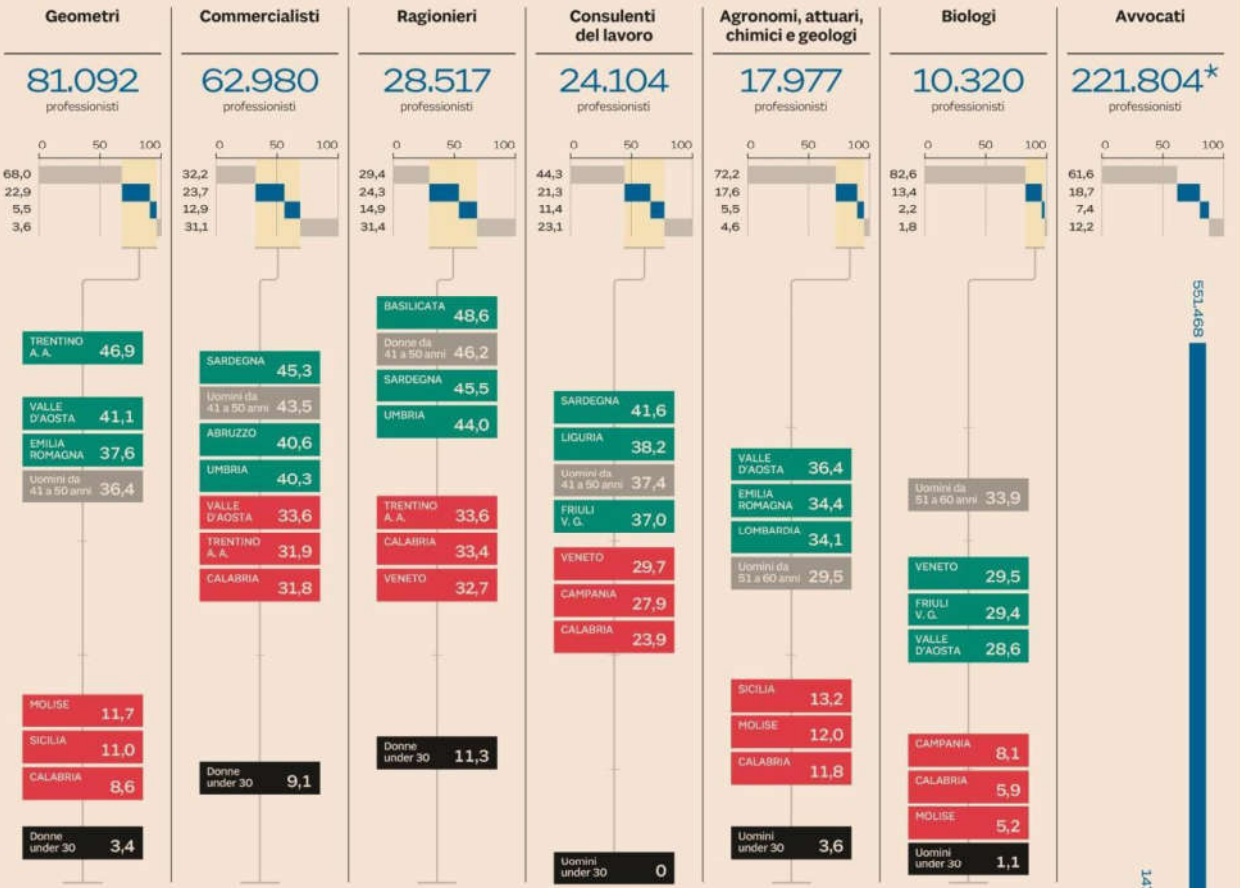 Geometri
81.092
professionisti
0 50 100
68,0
22,9
5,5
3,6
TRENTINO
A. A. 46,9
VALLE
D'AOSTA 41,1
EMILIA
ROMAGNA 37,6
Uomini da
41 a 50 anni 36,4
MOLISE
11,7
SICILIA
11,0
CALABRIA
8,6
Donne
under 30 3,4
Commercialisti
62.980
professionisti
0 50 100
32,2
23,7
12,9
31,1
SARDEGNA
45,3
Uomini da
41 a 50 anni 43,5
ABRUZZO
40,6
UMBRIA
40,3
VALLE
D'AOSTA 33,6
TRENTINO
A. A. 31,9
CALABRIA
31,8
Donne
under 30 9,1
Ragionieri
28.517
professionisti
0 50 100
29,4
24,3
14,9
31,4
BASILICATA
48,6
Donne da
41 a 50 anni 46,2
SARDEGNA
45,5
UMBRIA
44,0
TRENTINO
A. A. 33,6
CALABRIA
33,4
VENETO
32,7
Donne
under 30 11,3
Consulenti
del lavoro
24.104
professionisti
0 50 100
44,3
21,3
11,4
23,1
SARDEGNA
41,6
LIGURIA
38,2
Uomini da
41 a 50 anni 37,4
FRIULI
V. G. 37,0
VENETO
29,7
CAMPANIA
27,9
CALABRIA
23,9
Uomini
under 30 0
Agronomi, attuari,
chimici e geologi
17.977
professionisti
0 50 100
72,2
17,6
5,5
4,6
VALLE
D'AOSTA 36,4
EMILIA
ROMAGNA 34,4
LOMBARDIA
34,1
Uomini da
51 a 60 anni 29,5
SICILIA
13,2
MOLISE
12,0
CALABRIA
11,8
Uomini
under 30 3,6
Biologi
10.320
professionisti
0 50 100
82,6
13,4
2,2
1,8
Uomini da
51 a 60 anni 33,9
VENETO
29,5
FRIULI
V. G. 29,4
VALLE
D'AOSTA 28,6
CAMPANIA
8,1
CALABRIA
5,9
MOLISE
5,2
Uomini
under 30 1,1
Avvocati
221.804*
professionisti
0 50 100
61,6
18,7
7,4
12,2
551.468